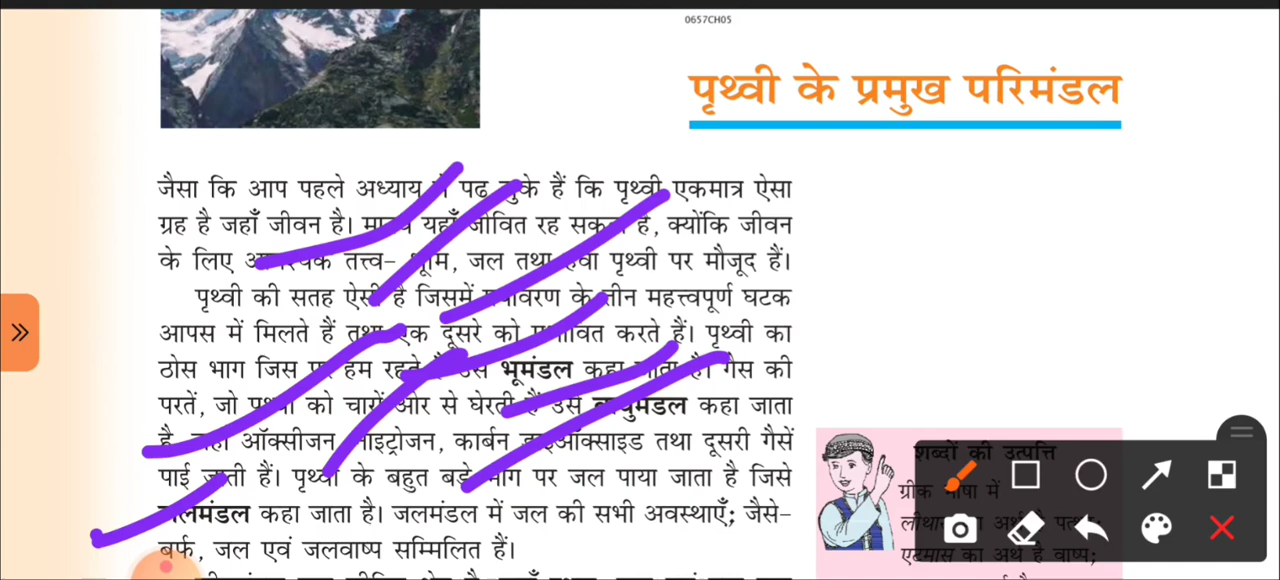 0657CH05
पृथ्वी के प्रमुख परिमंडल
जैसा कि आप पहले अध्याय में पढ़ चुके हैं कि पृथ्वी एकमात्र ऐसा
ग्रह है जहाँ जीवन है। मानव यहाँ जीवित रह सकता है, क्योंकि जीवन
के लिए आवश्यक तत्त्व– भूमि, जल तथा हवा पृथ्वी पर मौजूद हैं।
पृथ्वी की सतह ऐसी है जिसमें पर्यावरण के तीन महत्त्वपूर्ण घटक
आपस में मिलते हैं तथा एक दूसरे को प्रभावित करते हैं। पृथ्वी का
ठोस भाग जिस पर हम रहते हैं उसे भूमंडल कहा जाता है। गैस की
परतें, जो पृथ्वी को चारों ओर से घेरती हैं उसे वायुमंडल कहा जाता
है, जहाँ ऑक्सीजन, नाइट्रोजन, कार्बन डाइऑक्साइड तथा दूसरी गैसें
पाई जाती हैं। पृथ्वी के बहुत बड़े भाग पर जल पाया जाता है जिसे
जलमंडल कहा जाता है। जलमंडल में जल की सभी अवस्थाएँ; जैसे–
बर्फ, जल एवं जलवाष्प सम्मिलित हैं।
शब्दों की उत्पत्ति
ग्रीक भाषा में
का अर्थ है
एटमास का अर्थ है वाष्प;